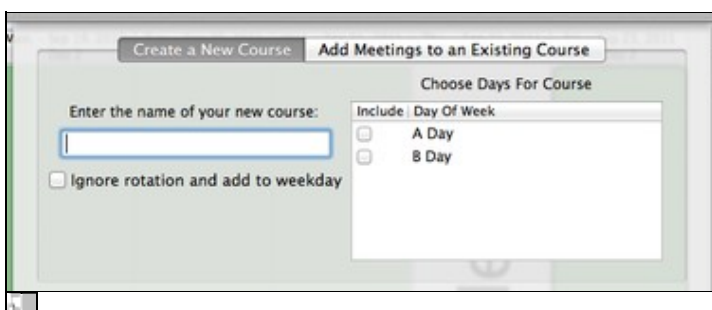 Create a New Course
Add Meetings to an Existing Course
Choose Days For Course
Enter the name of your new course:
Include Day Of Week
A Day
B Day
Ignore rotation and add to weekday